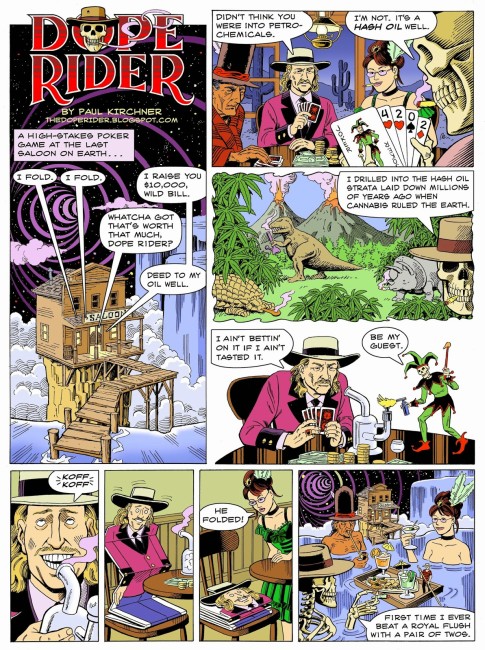 DOPE
RIDER
BY PAUL KIRCHNER
THEDOPERIDER.BLOGSPOT.COM
A HIGH-STAKES POKER
GAME AT THE LAST
SALOON ON EARTH...
I FOLD.
I FOLD.
I RAISE YOU
$10,000,
WILD BILL.
WHATCHA GOT
THAT'S WORTH
THAT MUCH,
DOPE RIDER?
DEED TO MY
OIL WELL.
SALOON
DIDN'T THINK YOU
WERE INTO PETRO-
CHEMICALS.
I'M NOT. IT'S A
HASH OIL WELL.
4
2
0
2
I DRILLED INTO THE HASH OIL
STRATA LAID DOWN MILLIONS
OF YEARS AGO WHEN
CANNABIS RULED THE EARTH.
I AIN'T BETTIN'
ON IT IF I AIN'T
TASTED IT.
BE MY
GUEST.
KOFF
KOFF
HE
FOLDED!
FIRST TIME I EVER
BEAT A ROYAL FLUSH
WITH A PAIR OF TWOS.